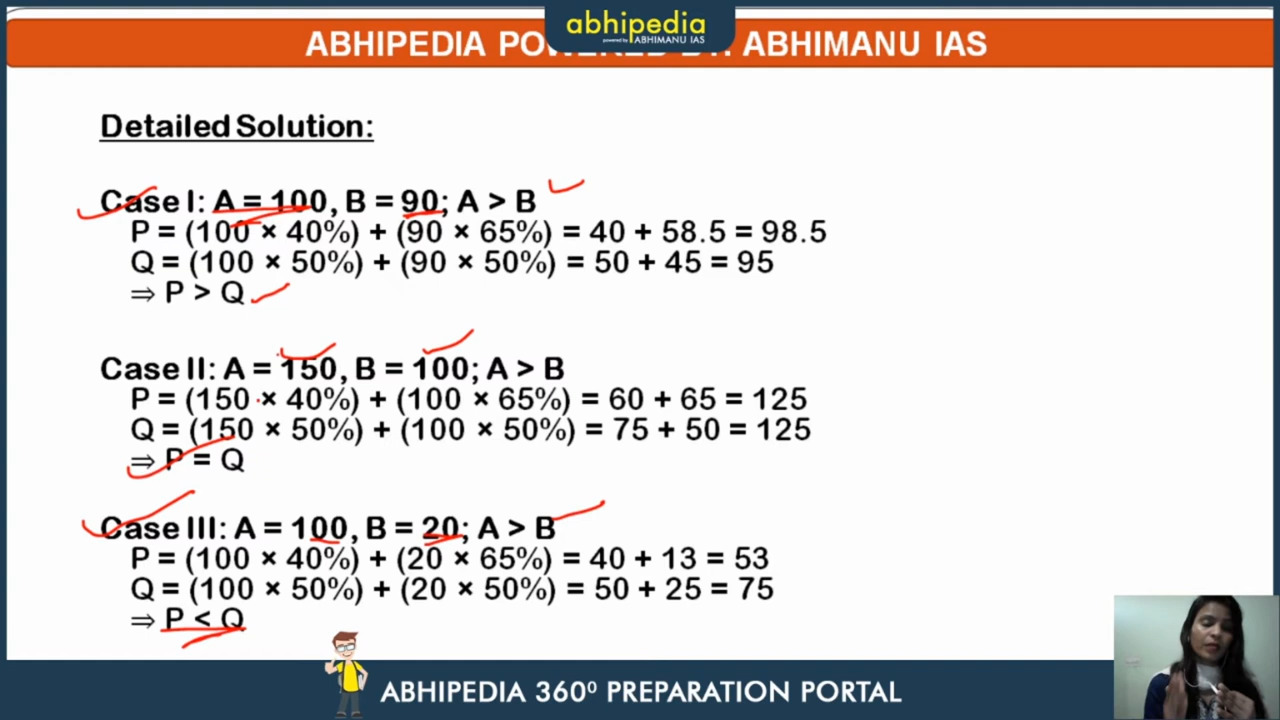 abhipedia
powered by ABHIMANU IAS
ABHIPEDIA POWERED BY: ABHIMANU IAS
Detailed Solution:
Case I: A = 100, B = 90; A > B
P = (100 × 40%) + (90 × 65%) = 40 + 58.5 = 98.5
Q = (100 × 50%) + (90 × 50%) = 50 + 45 = 95
⇒ P > Q
Case II: A = 150, B = 100; A > B
P = (150 × 40%) + (100 × 65%) = 60 + 65 = 125
Q = (150 × 50%) + (100 × 50%) = 75 + 50 = 125
⇒ P = Q
Case III: A = 100, B = 20; A > B
P = (100 × 40%) + (20 × 65%) = 40 + 13 = 53
Q = (100 × 50%) + (20 × 50%) = 50 + 25 = 75
⇒ P < Q
ABHIPEDIA 360⁰ PREPARATION PORTAL